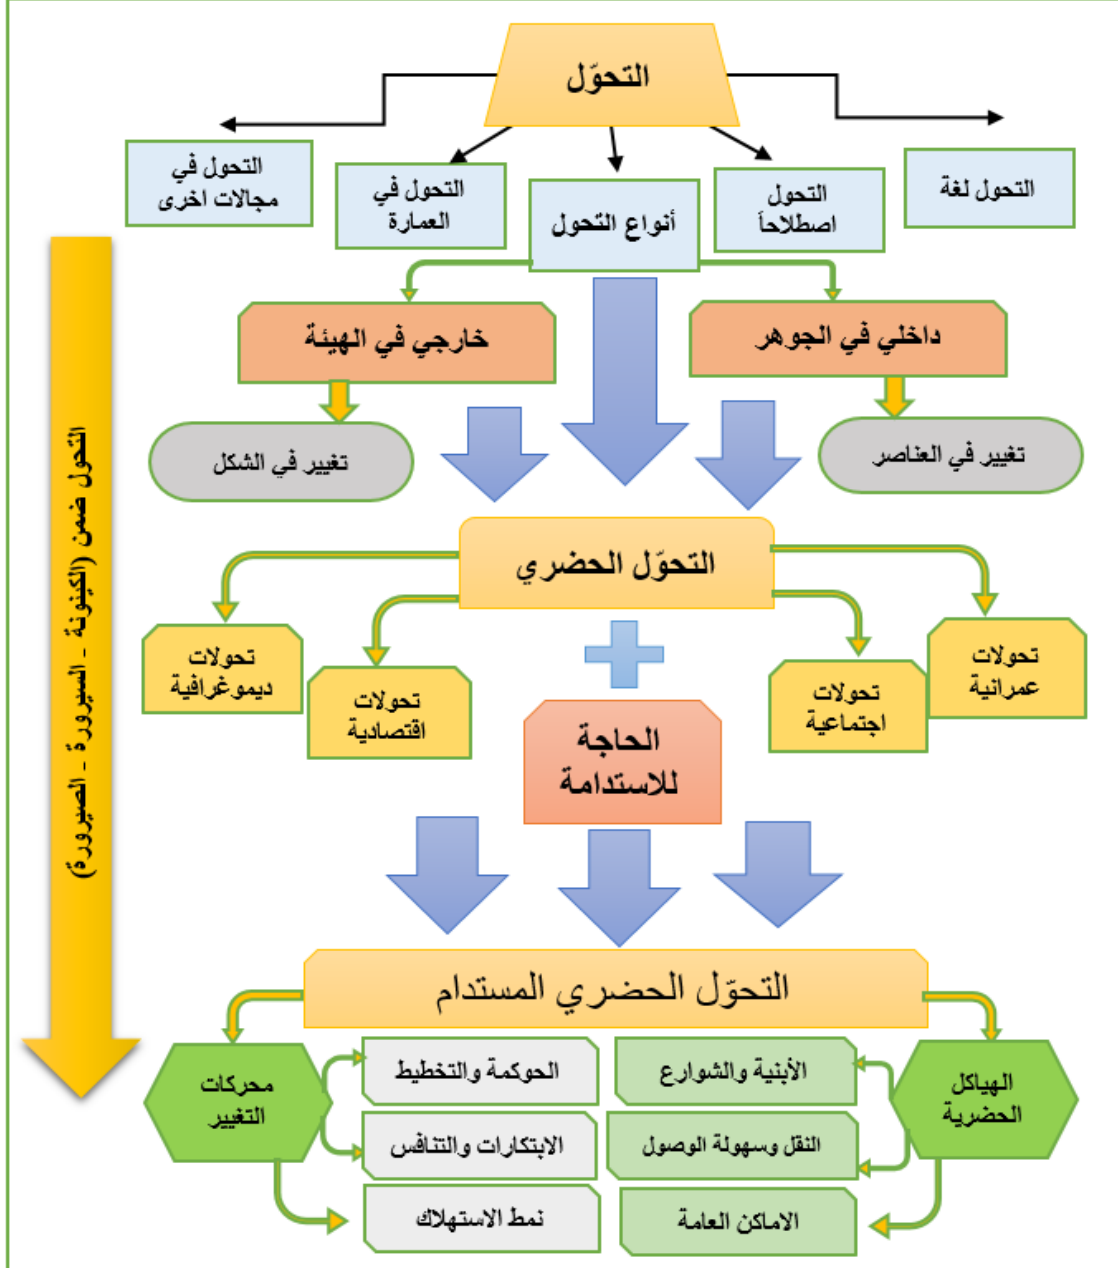 التحوّل
التحول لغة
التحول
اصطلاحاً
أنواع التحول
التحول في
العمارة
التحول في
مجالات اخرى
داخلي في الجوهر
خارجي في الهيئة
تغيير في العناصر
تغيير في الشكل
التحول ضمن (الكينونة - السيرورة - الصيرورة)
التحوّل الحضري
تحولات
عمرانية
تحولات
اجتماعية
تحولات
اقتصادية
تحولات
ديموغرافية
الحاجة
للاستدامة
التحوّل الحضري المستدام
الهياكل
الحضرية
الأبنية والشوارع
النقل وسهولة الوصول
الاماكن العامة
محركات
التغيير
الحوكمة والتخطيط
الابتكارات والتنافس
نمط الاستهلاك